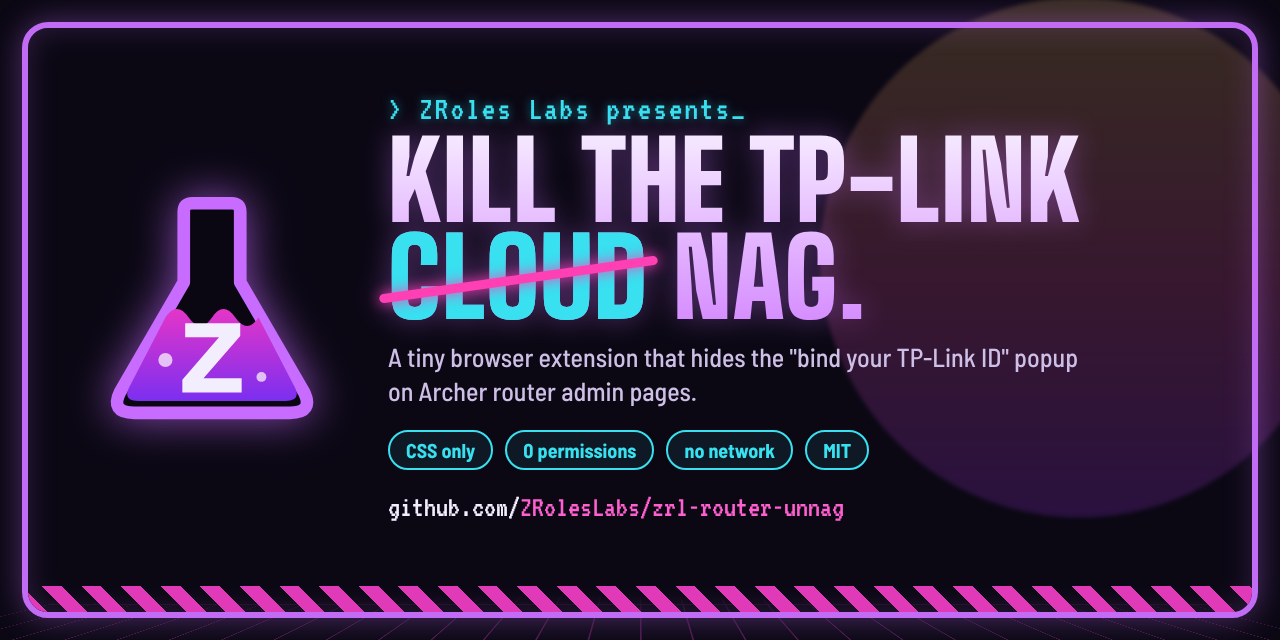 > ZRoles Labs presents_
KILL THE TP-LINK
CLOUD NAG.
A tiny browser extension that hides the "bind your TP-Link ID" popup
on Archer router admin pages.
Z
CSS only 0 permissions no network MIT
github.com/ZRolesLabs/zrl-router-unnag